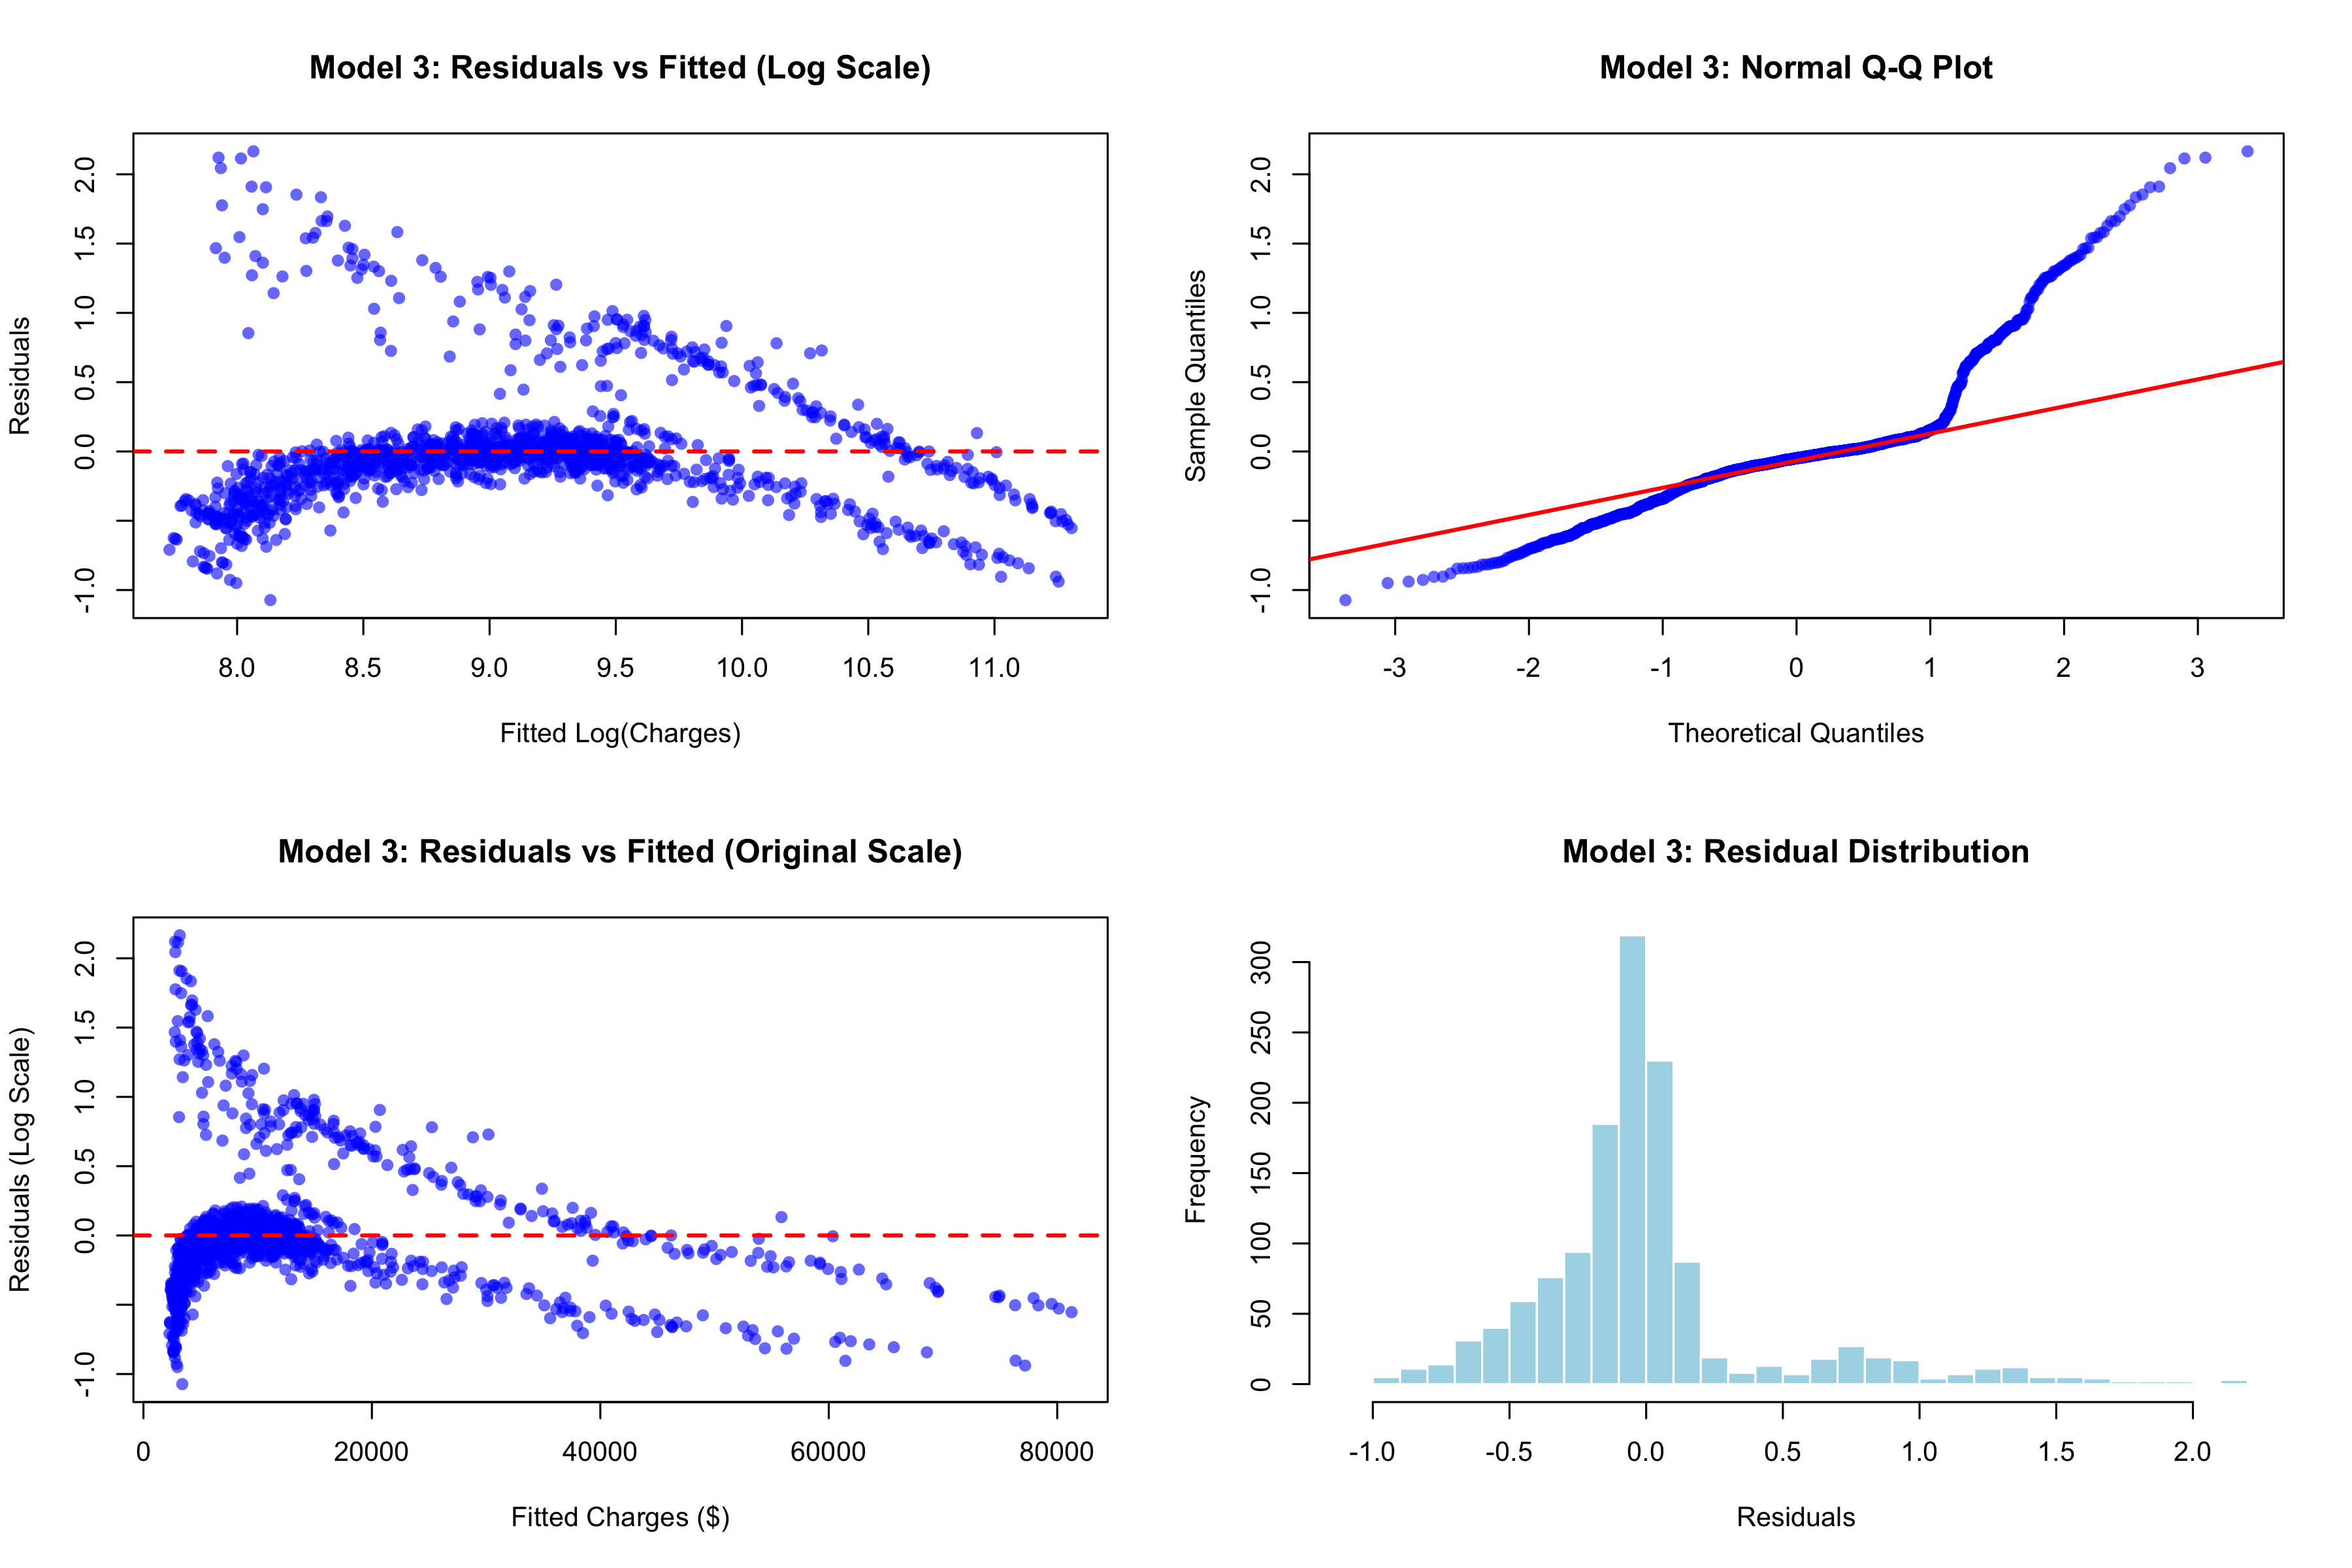 Model 3: Residuals vs Fitted (Log Scale)
Residuals
2.0
1.5
1.0
0.5
0.0
-1.0
8.0 8.5 9.0 9.5 10.0 10.5 11.0
Fitted Log(Charges)
Model 3: Normal Q-Q Plot
Sample Quantiles
2.0
1.5
1.0
0.5
0.0
-1.0
-3 -2 -1 0 1 2 3
Theoretical Quantiles
Model 3: Residuals vs Fitted (Original Scale)
Residuals (Log Scale)
2.0
1.5
1.0
0.5
0.0
-1.0
0 20000 40000 60000 80000
Fitted Charges ($)
Model 3: Residual Distribution
Frequency
300
250
200
150
100
50
0
-1.0 -0.5 0.0 0.5 1.0 1.5 2.0
Residuals